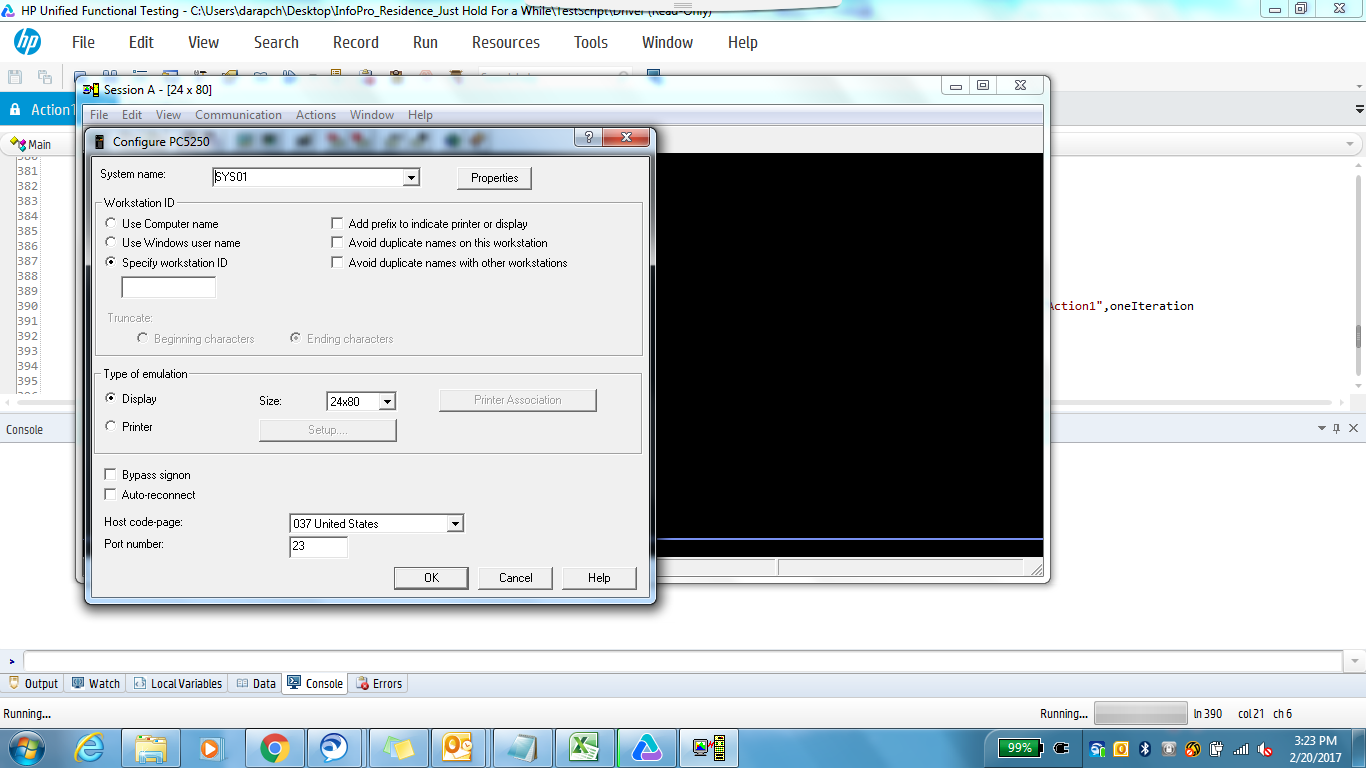 HP Unified Functional Testing - C:\Users\darapch\Desktop\InfoPro_Residence_Just Hold For a While\TestScript\Driver (Read-Only)
hp File Edit View Search Record Run Resources Tools Window Help
Session A - [24 x 80]
Action1
File Edit View Communication Actions Window Help
Main
Configure PC5250
381
382
383
384
385
386
387
388
389
390
391
392
393
394
395
Action1",oneIteration
System name: SYS01 Properties
Workstation ID
Use Computer name Add prefix to indicate printer or display
Use Windows user name Avoid duplicate names on this workstation
Specify workstation ID Avoid duplicate names with other workstations
Truncate:
Beginning characters Ending characters
Type of emulation
Display Size: 24x80 Printer Association
Printer Setup....
Bypass signon
Auto-reconnect
Host code-page: 037 United States
Port number: 23
OK Cancel Help
Console
>
Output Watch Local Variables Data Console Errors
Running... Running... ln 390 col 21 ch 6
99% 3:23 PM
2/20/2017